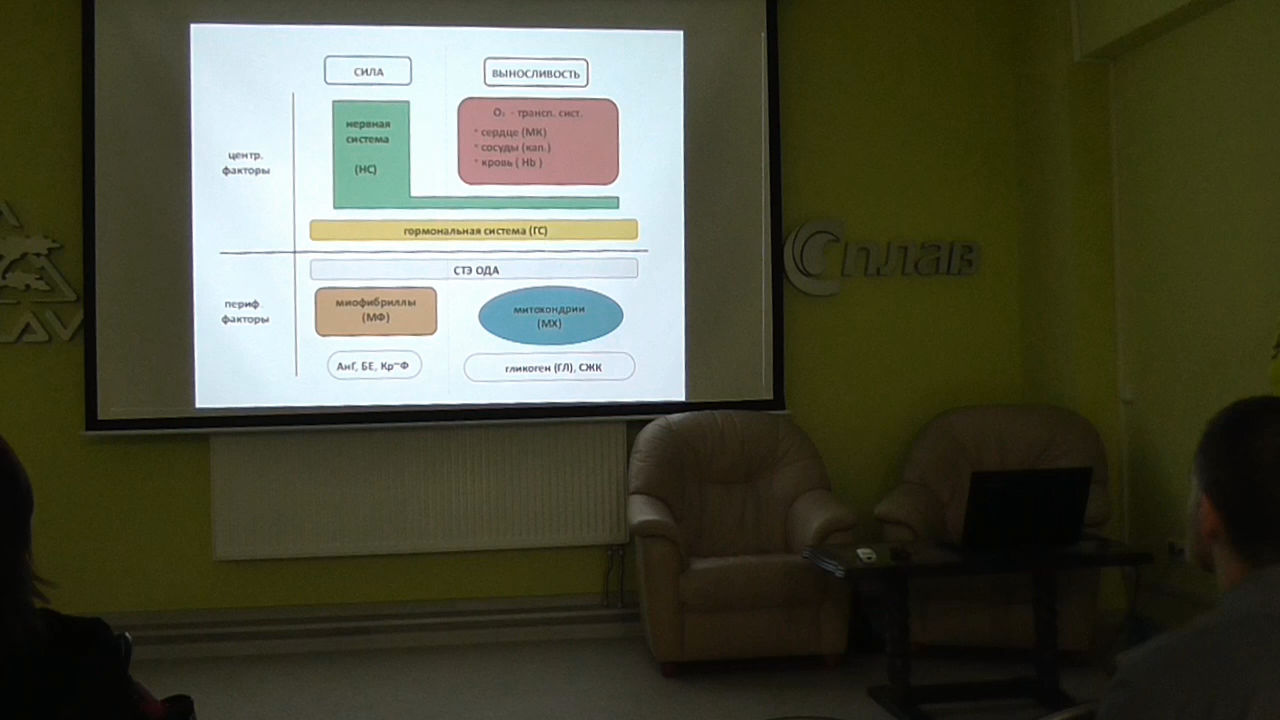 СИЛА
ВЫНОСЛИВОСТЬ
центр.
факторы
нервная
система
(НС)
О₂ - трансп. сист.
* сердце (МК)
* сосуды (кап.)
* кровь ( Hb )
гормональная система (ГС)
СТЭ ОДА
периф.
факторы
миофибриллы
(МФ)
митохондрии
(МХ)
АнГ, БЕ, Кр~Ф
гликоген (ГЛ), СЖК
Сплав